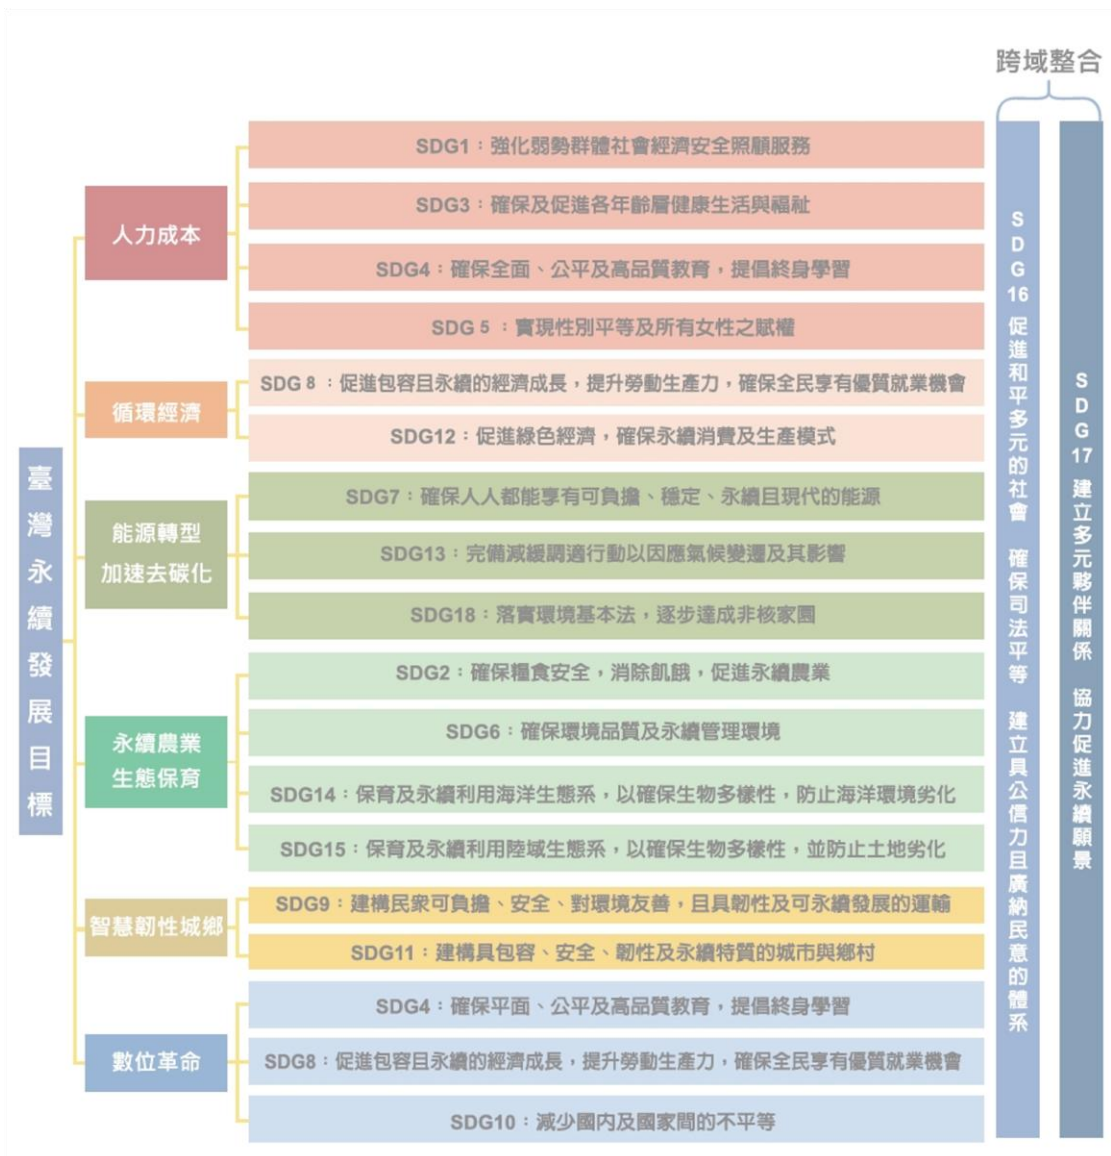 跨域整合
臺灣永續發展目標
人力成本
SDG1：強化弱勢群體社會經濟安全照顧服務
SDG3：確保及促進各年齡層健康生活與福祉
SDG4：確保全面、公平及高品質教育，提倡終身學習
SDG 5：實現性別平等及所有女性之賦權
循環經濟
SDG 8：促進包容且永續的經濟成長，提升勞動生產力，確保全民享有優質就業機會
SDG12：促進綠色經濟，確保永續消費及生產模式
能源轉型
加速去碳化
SDG7：確保人人都能享有可負擔、穩定、永續且現代的能源
SDG13：完備減緩調適行動以因應氣候變遷及其影響
SDG18：落實環境基本法，逐步達成非核家園
永續農業
生態保育
SDG2：確保糧食安全，消除飢餓，促進永續農業
SDG6：確保環境品質及永續管理環境
SDG14：保育及永續利用海洋生態系，以確保生物多樣性，防止海洋環境劣化
SDG15：保育及永續利用陸域生態系，以確保生物多樣性，並防止土地劣化
智慧韌性城鄉
SDG9：建構民衆可負擔、安全、對環境友善，且具韌性及可永續發展的運輸
SDG11：建構具包容、安全、韌性及永續特質的城市與鄉村
數位革命
SDG4：確保平面、公平及高品質教育，提倡終身學習
SDG8：促進包容且永續的經濟成長，提升勞動生產力，確保全民享有優質就業機會
SDG10：減少國内及國家間的不平等
SDG16 促進和平多元的社會 確保司法平等 建立具公信力且廣納民意的體系
SDG17 建立多元夥伴關係 協力促進永續願景